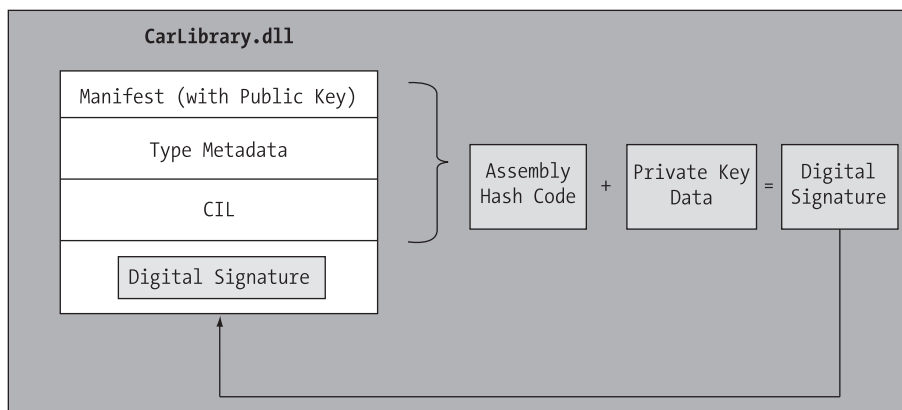 CarLibrary.dll
Manifest (with Public Key)
Type Metadata
CIL
Digital Signature
Assembly
Hash Code
+
Private Key
Data
=
Digital
Signature